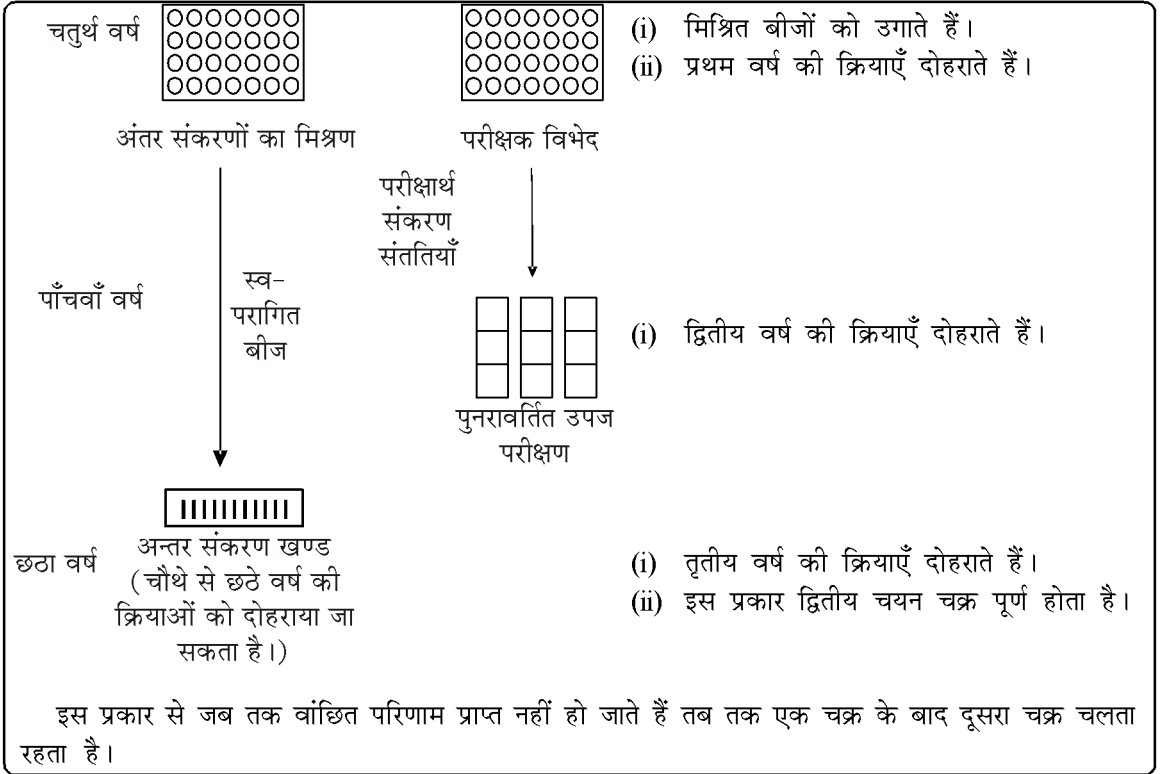 चतुर्थ वर्ष
(i) मिश्रित बीजों को उगाते हैं।
(ii) प्रथम वर्ष की क्रियाएँ दोहराते हैं।
अंतर संकरणों का मिश्रण
परीक्षक विभेद
परीक्षार्थ
संकरण
संततियाँ
पाँचवाँ वर्ष
स्व-
परागित
बीज
(i) द्वितीय वर्ष की क्रियाएँ दोहराते हैं।
पुनरावर्तित उपज
परीक्षण
छठा वर्ष
अन्तर संकरण खण्ड
(चौथे से छठे वर्ष की
क्रियाओं को दोहराया जा
सकता है।)
(i) तृतीय वर्ष की क्रियाएँ दोहराते हैं।
(ii) इस प्रकार द्वितीय चयन चक्र पूर्ण होता है।
इस प्रकार से जब तक वांछित परिणाम प्राप्त नहीं हो जाते हैं तब तक एक चक्र के बाद दूसरा चक्र चलता
रहता है।